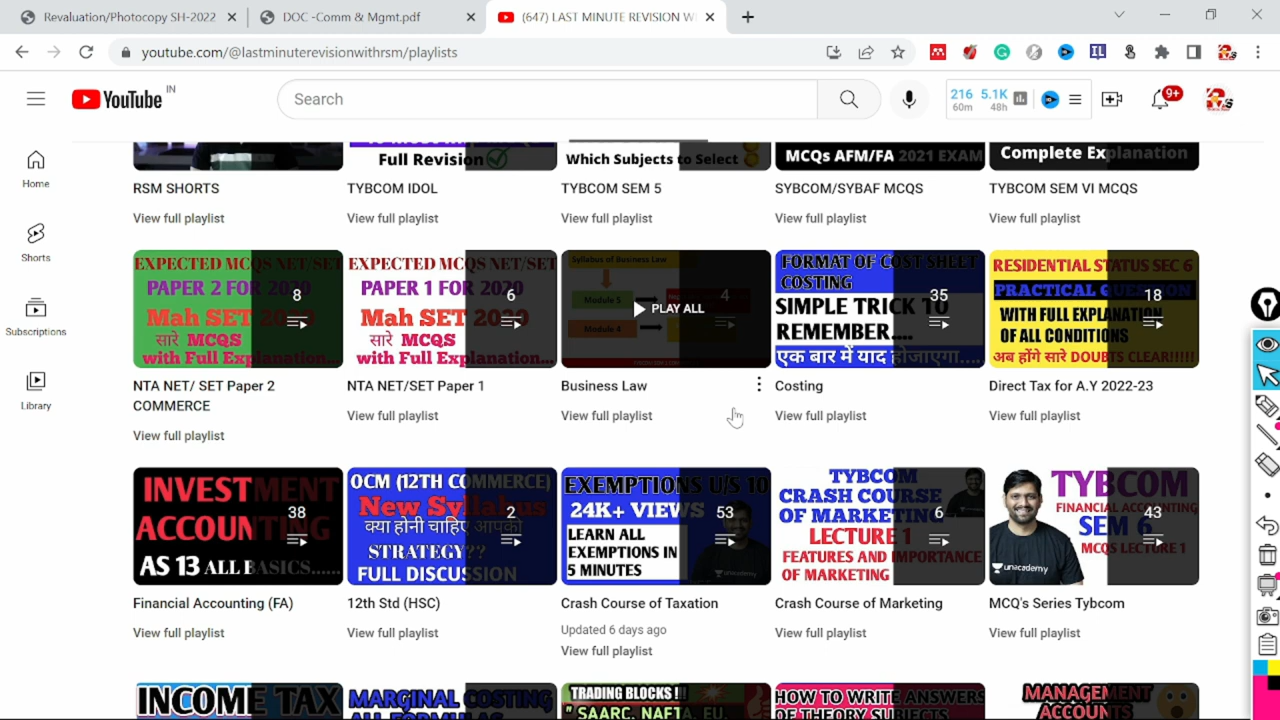 Revaluation/Photocopy SH-2022
DOC -Comm & Mgmt.pdf
(647) LAST MINUTE REVISION W
youtube.com/@lastminuterevisionwithrsm/playlists
YouTube IN
Search
216 5.1K
60m 48h
9+
Home
Shorts
Subscriptions
Library
Full Revision
Which Subjects to Select
MCQs AFM/FA 2021 EXAM
Complete Explanation
RSM SHORTS
TYBCOM IDOL
TYBCOM SEM 5
SYBCOM/SYBAF MCQS
TYBCOM SEM VI MCQS
View full playlist
View full playlist
View full playlist
View full playlist
View full playlist
EXPECTED MCQS NET/SET
PAPER 2 FOR 2020
8
Mah SET 2020
सारे MCQS
with Full Explanation...
EXPECTED MCQS NET/SET
PAPER 1 FOR 2020
6
Mah SET 2020
सारे MCQS
with Full Explanation...
Syllabus of Business Law
Module 5
4
PLAY ALL
Module 4
FORMAT OF COST SHEET
COSTING
35
SIMPLE TRICK TO
REMEMBER....
एक बार में याद होजाएगा.....
RESIDENTIAL STATUS SEC 6
PRACTICAL QUESTION
18
WITH FULL EXPLANATION
OF ALL CONDITIONS
अब होंगे सारे DOUBTS CLEAR!!!!!
NTA NET/ SET Paper 2
COMMERCE
NTA NET/SET Paper 1
Business Law
Costing
Direct Tax for A.Y 2022-23
View full playlist
View full playlist
View full playlist
View full playlist
View full playlist
INVESTMENT
ACCOUNTING
38
AS 13 ALL BASICS......
OCM (12TH COMMERCE)
New Syllabus
2
क्या होनी चाहिए आपकी
STRATEGY??
FULL DISCUSSION
EXEMPTIONS U/S 10
24K+ VIEWS
53
LEARN ALL
EXEMPTIONS IN
5 MINUTES
unacademy
TYBCOM
CRASH COURSE
OF MARKETING
6
LECTURE 1
FEATURES AND IMPORTANCE
OF MARKETING
TYBCOM
FINANCIAL ACCOUNTING
SEM 6
43
MCQS LECTURE 1
unacademy
Financial Accounting (FA)
12th Std (HSC)
Crash Course of Taxation
Crash Course of Marketing
MCQ's Series Tybcom
View full playlist
View full playlist
Updated 6 days ago
View full playlist
View full playlist
View full playlist
INCOME TAX
MARGINAL COSTING
TRADING BLOCKS !!
" SAARC, NAFTA, EU,
HOW TO WRITE ANSWERS
OF THEORY SUBJECTS
MANAGEMENT
ACCOUNTS